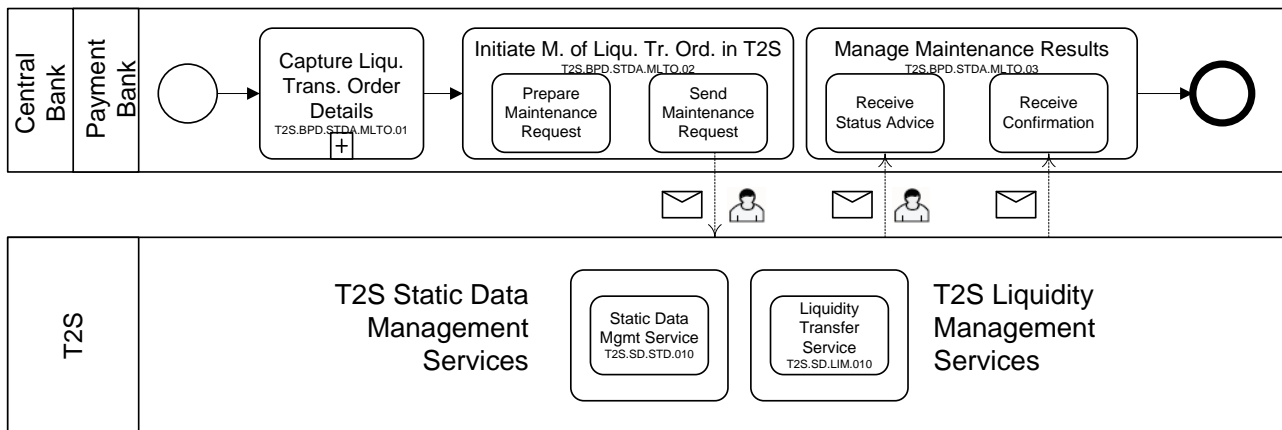 Central
Bank
Payment
Bank
Capture Liqu.
Trans. Order
Details
T2S.BPD.STDA.MLTO.01
+
Initiate M. of Liqu. Tr. Ord. in T2S
T2S.BPD.STDA.MLTO.02
Prepare
Maintenance
Request
Send
Maintenance
Request
Manage Maintenance Results
T2S.BPD.STDA.MLTO.03
Receive
Status Advice
Receive
Confirmation
T2S
T2S Static Data
Management
Services
Static Data
Mgmt Service
T2S.SD.STD.010
Liquidity
Transfer
Service
T2S.SD.LIM.010
T2S Liquidity
Management
Services